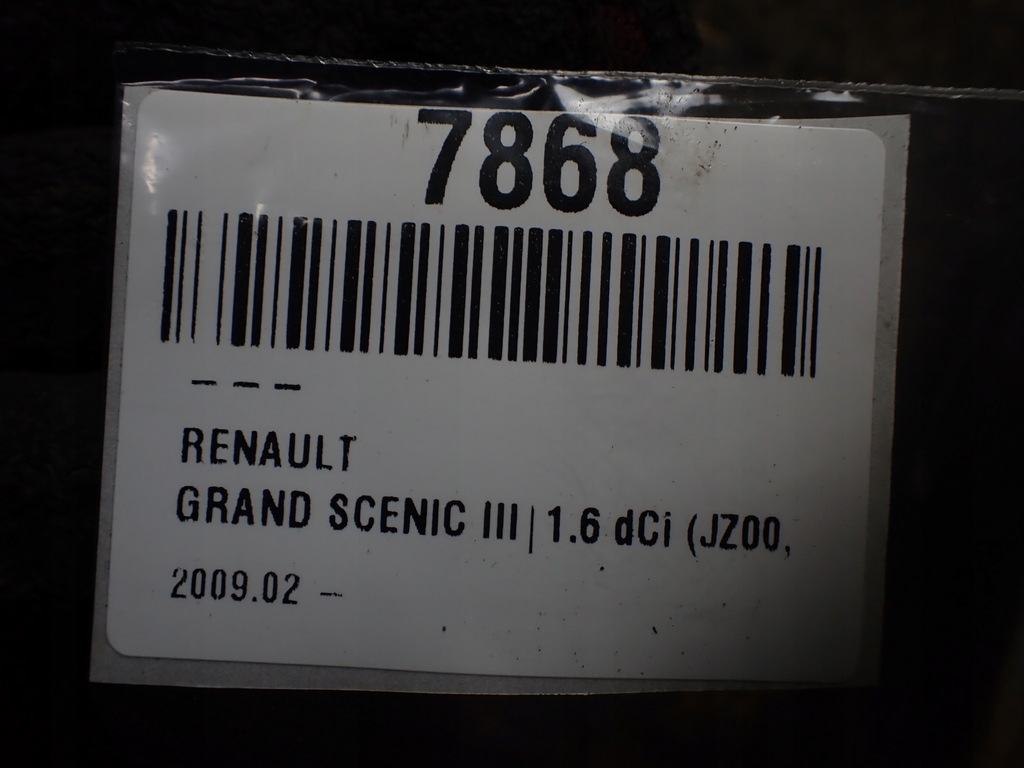 7868
- - -
RENAULT
GRAND SCENIC III | 1.6 dCi (JZ00,
2009.02 -